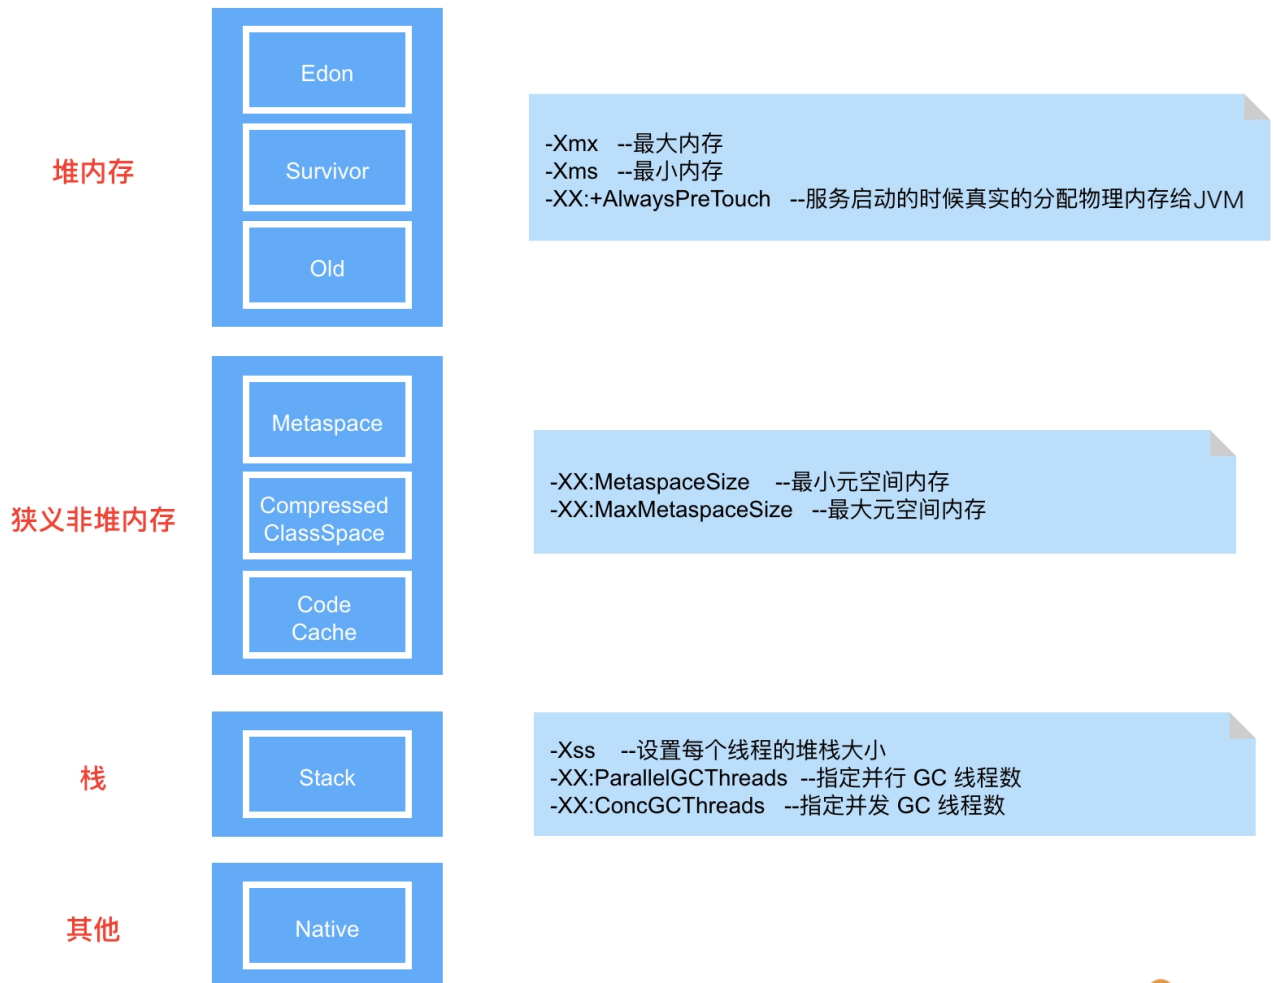 堆内存
Edon
Survivor
Old
-Xmx --最大内存
-Xms --最小内存
-XX:+AlwaysPreTouch --服务启动的时候真实的分配物理内存给JVM
狭义非堆内存
Metaspace
Compressed
ClassSpace
Code
Cache
-XX:MetaspaceSize --最小元空间内存
-XX:MaxMetaspaceSize --最大元空间内存
栈
Stack
-Xss --设置每个线程的堆栈大小
-XX:ParallelGCThreads --指定并行 GC 线程数
-XX:ConcGCThreads --指定并发 GC 线程数
其他
Native